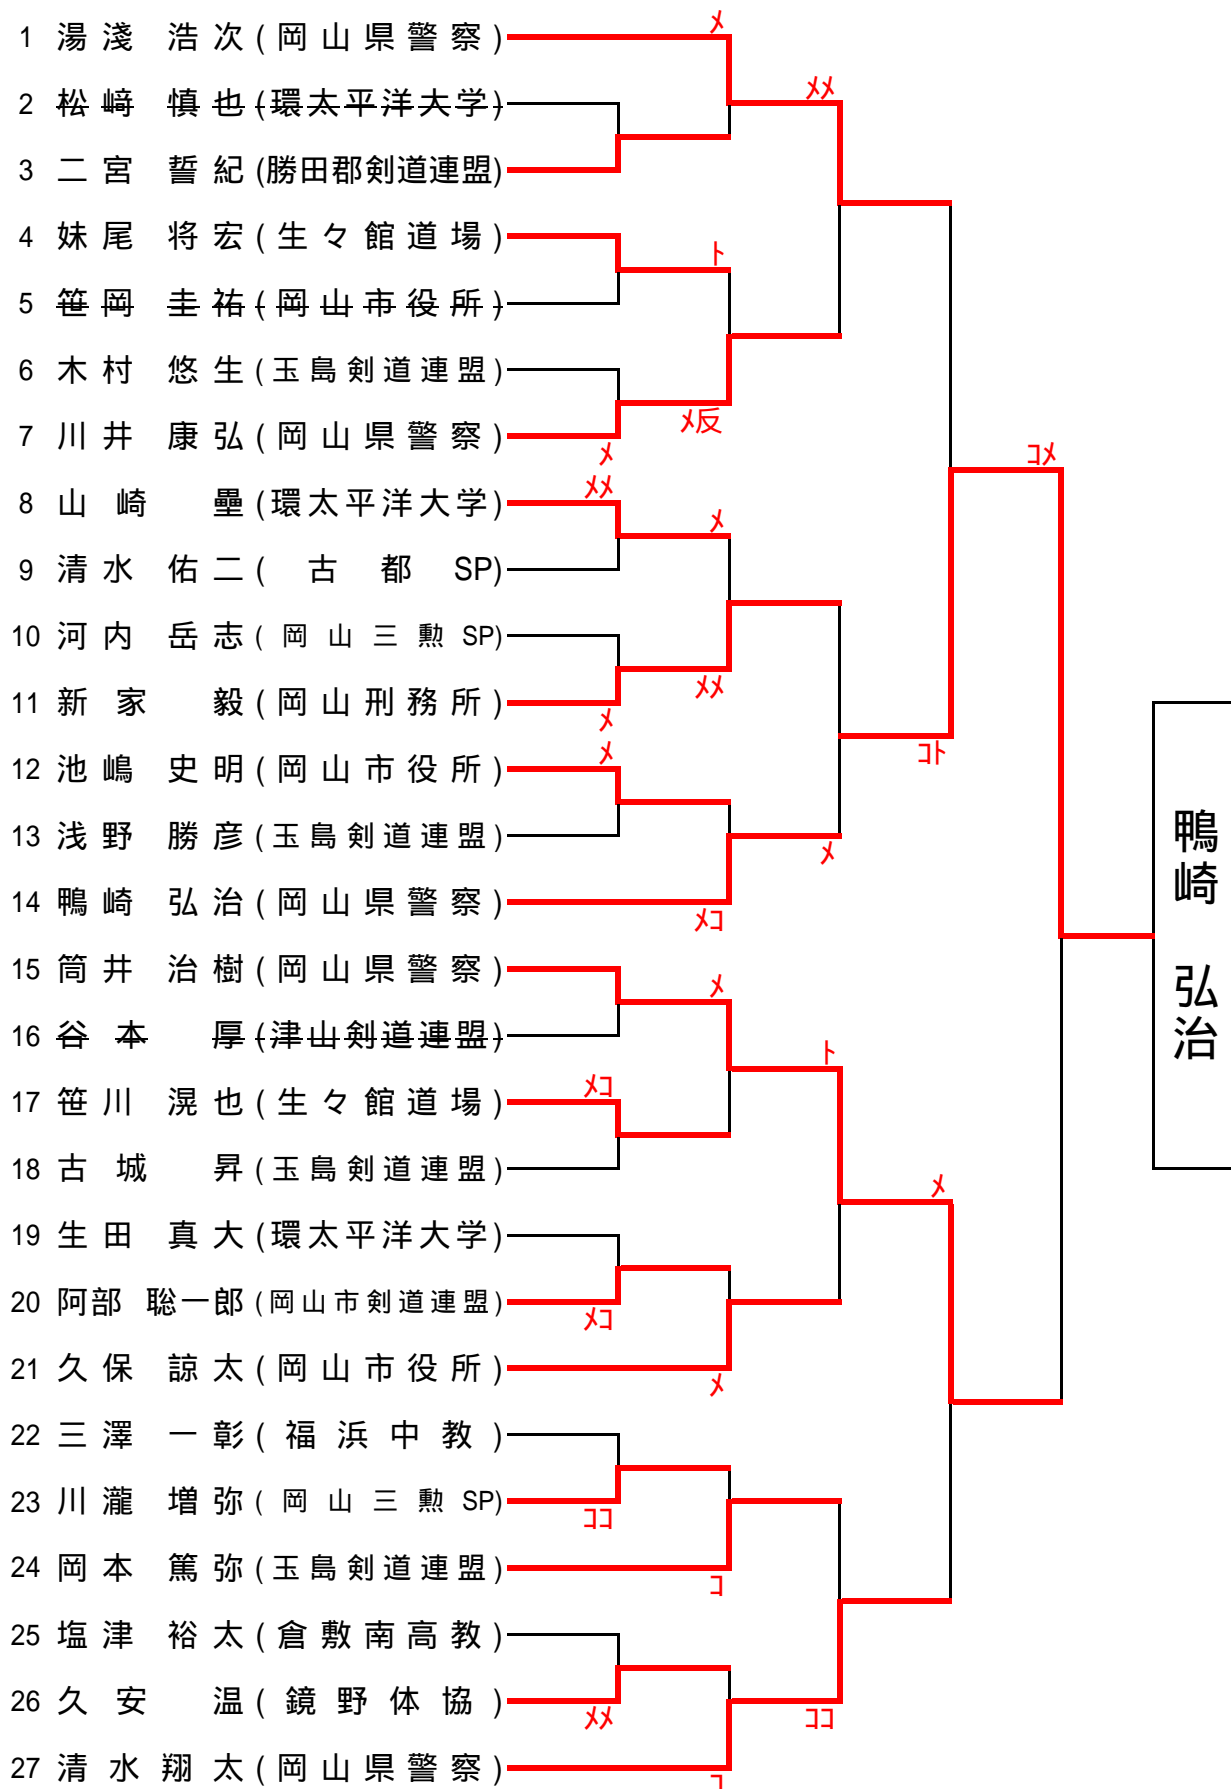 1 湯淺 浩次(岡山県警察)
2 松﨑 慎也(環太平洋大学)
3 二宮 誓紀(勝田郡剣道連盟)
4 妹尾 将宏(生々館道場)
5 笹岡 圭祐(岡山市役所)
6 木村 悠生(玉島剣道連盟)
7 川井 康弘(岡山県警察)
8 山崎 壘(環太平洋大学)
9 清水 佑二(古都SP)
10 河内 岳志(岡山三勲SP)
11 新家 毅(岡山刑務所)
12 池嶋 史明(岡山市役所)
13 浅野 勝彦(玉島剣道連盟)
14 鴨崎 弘治(岡山県警察)
15 筒井 治樹(岡山県警察)
16 谷本 厚(津山剣道連盟)
17 笹川 滉也(生々館道場)
18 古城 昇(玉島剣道連盟)
19 生田 真大(環太平洋大学)
20 阿部 聡一郎(岡山市剣道連盟)
21 久保 諒太(岡山市役所)
22 三澤 一彰(福浜中教)
23 川瀧 増弥(岡山三勲SP)
24 岡本 篤弥(玉島剣道連盟)
25 塩津 裕太(倉敷南高教)
26 久安 温(鏡野体協)
27 清水 翔太(岡山県警察)
メ
メメ
メ
メ
メコ
メコ
ココ
メメ
メ
ト
メ反
メ
メメ
メコ
メ
メ
コ
コ
メメ
メ
ト
ココ
コト
メ
コメ
鴨崎 弘治